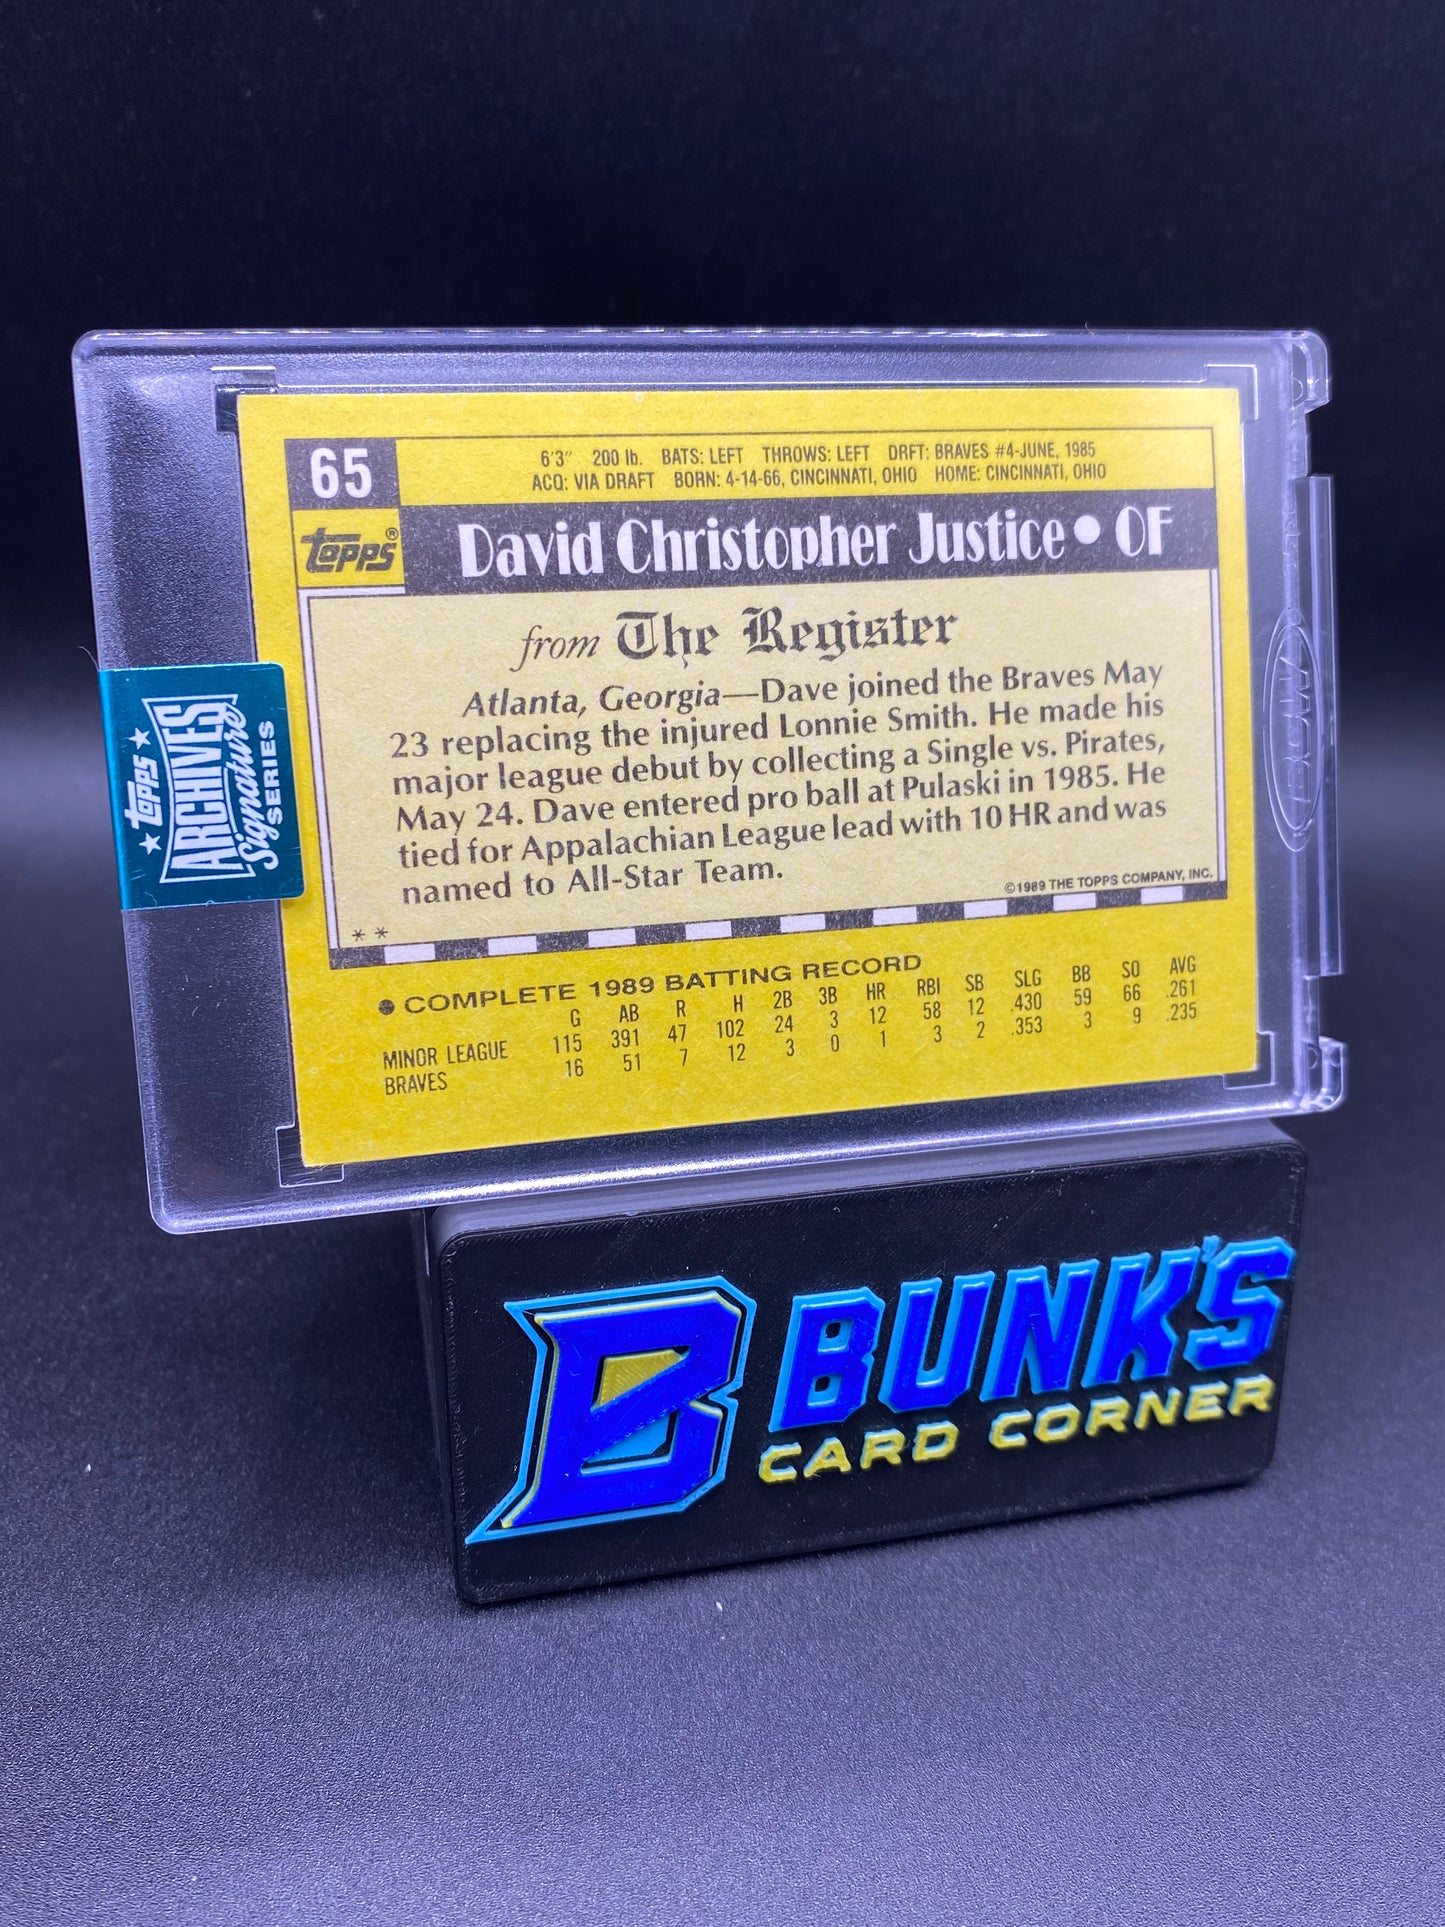 65
6'3" 200 lb. BATS: LEFT THROWS: LEFT DRFT: BRAVES #4-JUNE, 1985
ACQ: VIA DRAFT BORN: 4-14-66, CINCINNATI, OHIO HOME: CINCINNATI, OHIO
Topps®
David Christopher Justice • OF
from The Register
Atlanta, Georgia—Dave joined the Braves May
23 replacing the injured Lonnie Smith. He made his
major league debut by collecting a Single vs. Pirates,
May 24. Dave entered pro ball at Pulaski in 1985. He
tied for Appalachian League lead with 10 HR and was
named to All-Star Team.
©1989 THE TOPPS COMPANY, INC.
**
● COMPLETE 1989 BATTING RECORD
G AB R H 2B 3B HR RBI SB SLG BB SO AVG
MINOR LEAGUE 115 391 47 102 24 3 12 58 12 .430 59 66 .261
BRAVES 16 51 7 12 3 0 1 3 2 .353 3 9 .235
★ Topps ★
ARCHIVES
Signature
SERIES
B
BUNK'S
CARD CORNER